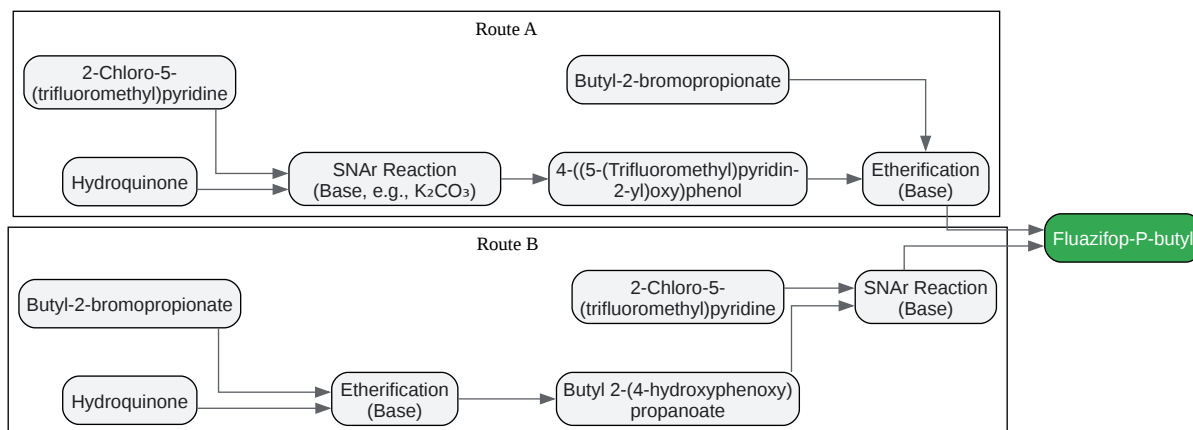 Route A
2-Chloro-5-
(trifluoromethyl)pyridine
Butyl-2-bromopropionate
Hydroquinone
SNAr Reaction
(Base, e.g., K₂CO₃)
4-((5-(Trifluoromethyl)pyridin-
2-yl)oxy)phenol
Etherification
(Base)
Fluazifop-P-butyl
Route B
Butyl-2-bromopropionate
2-Chloro-5-
(trifluoromethyl)pyridine
SNAr Reaction
(Base)
Hydroquinone
Etherification
(Base)
Butyl 2-(4-hydroxyphenoxy)
propanoate